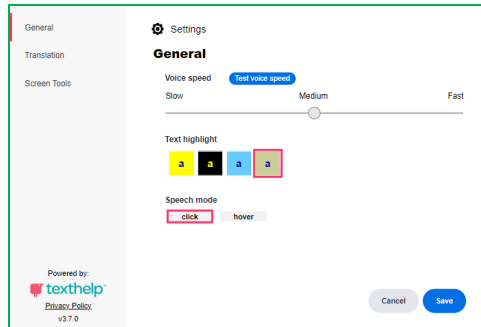 General
Translation
Screen Tools
Settings
General
Voice speed Test voice speed
Slow Medium Fast
Text highlight
a a a a
Speech mode
click hover
Powered by:
texthelp
Privacy Policy
v3.7.0
Cancel Save